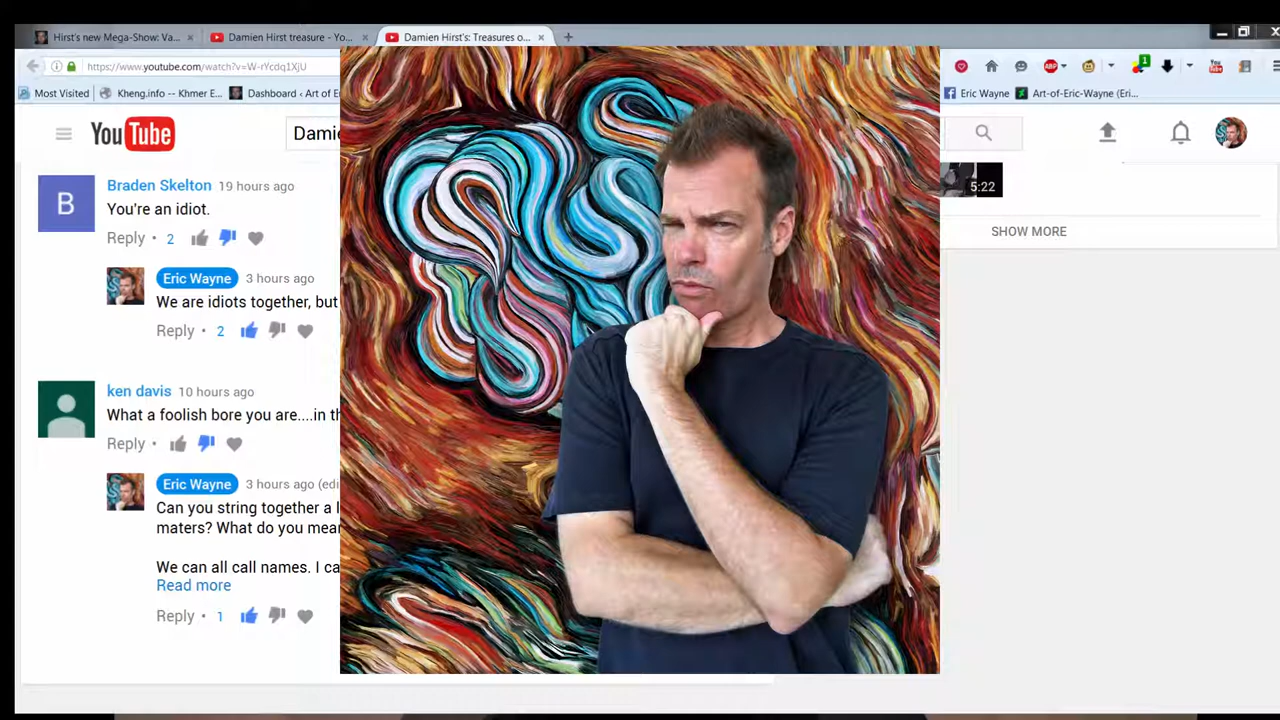 Hirst's new Mega-Show: Va...
Damien Hirst treasure - Yo...
Damien Hirst's: Treasures o...
https://www.youtube.com/watch?v=W-rYcdq1XjU
ABP
1
You Tube
Most Visited
Kheng.info -- Khmer E
Dashboard ‹ Art of E
Eric Wayne
Art-of-Eric-Wayne (Eri...
YouTube
Damie
5:22
SHOW MORE
B
Braden Skelton 19 hours ago
You're an idiot.
Reply • 2
Eric Wayne 3 hours ago
We are idiots together, but
Reply • 2
ken davis 10 hours ago
What a foolish bore you are....in th
Reply •
Eric Wayne 3 hours ago (edi
Can you string together a l
maters? What do you mean
We can all call names. I ca
Read more
Reply • 1